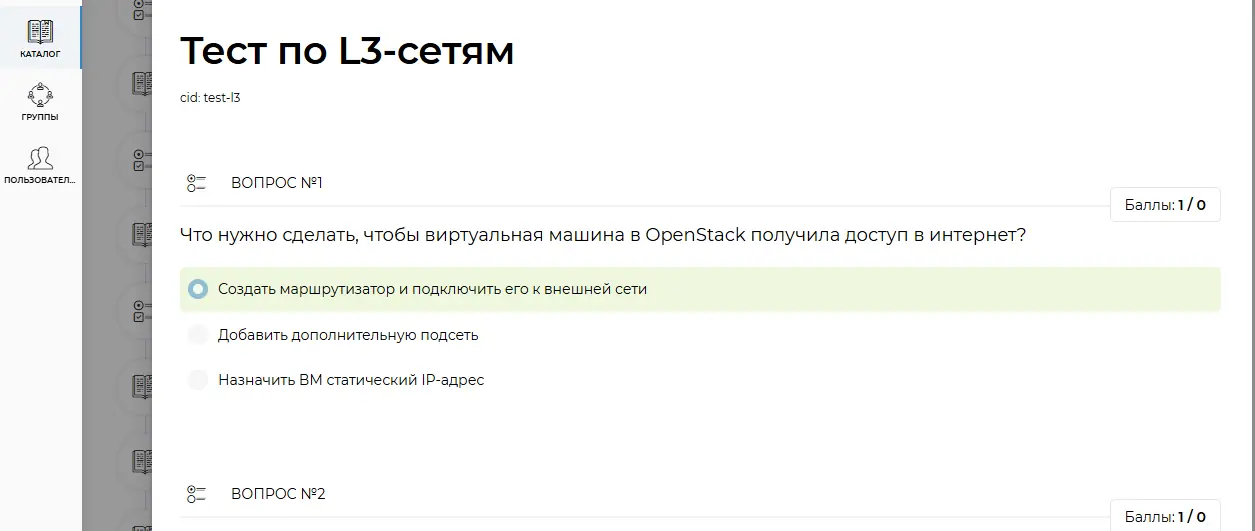 КАТАЛОГ
ГРУППЫ
ПОЛЬЗОВАТЕЛ...
Тест по L3-сетям
cid: test-l3
ВОПРОС №1
Баллы: 1 / 0
Что нужно сделать, чтобы виртуальная машина в OpenStack получила доступ в интернет?
Создать маршрутизатор и подключить его к внешней сети
Добавить дополнительную подсеть
Назначить ВМ статический IP-адрес
ВОПРОС №2
Баллы: 1 / 0